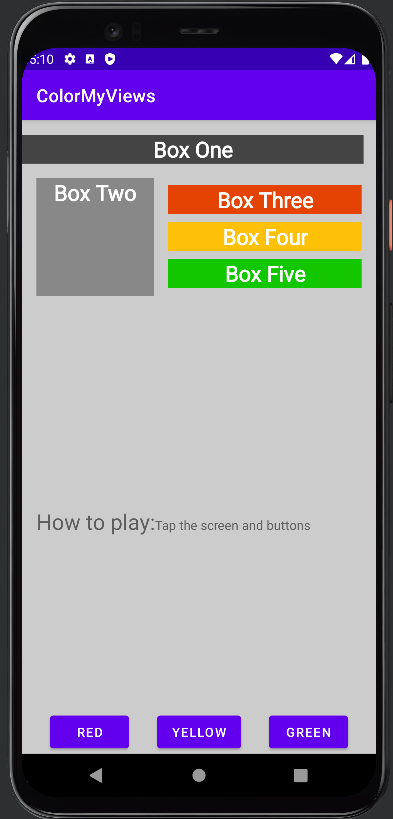 5:10
ColorMyViews
Box One
Box Two
Box Three
Box Four
Box Five
How to play:Tap the screen and buttons
RED YELLOW GREEN